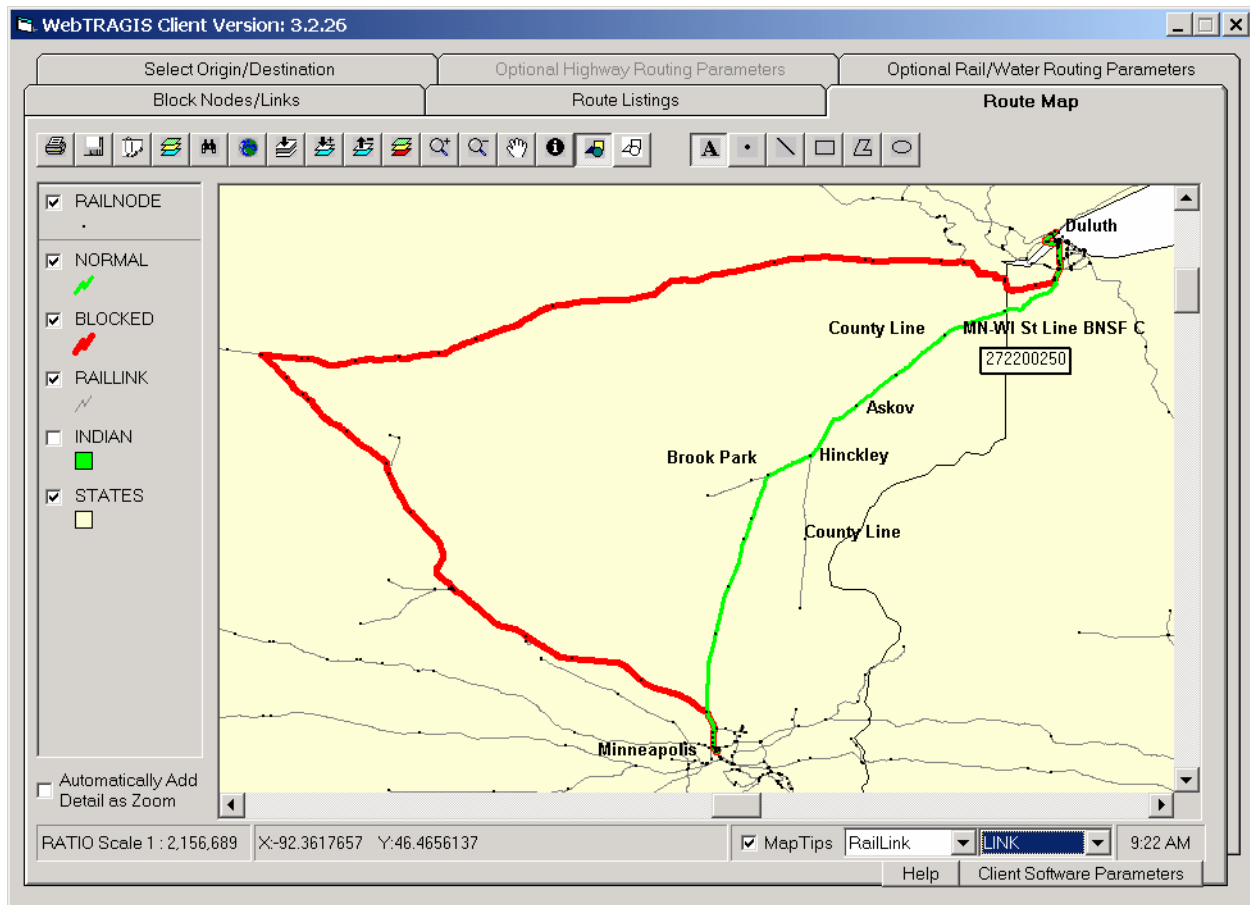 WebTRAGIS Client Version: 3.2.26
Select Origin/Destination
Optional Highway Routing Parameters
Optional Rail/Water Routing Parameters
Block Nodes/Links
Route Listings
Route Map
A
RAILNODE
NORMAL
BLOCKED
RAILLINK
INDIAN
STATES
Duluth
County Line
MN-WI St Line BNSF C
272200250
Askov
Brook Park
Hinckley
County Line
Minneapolis
Automatically Add
Detail as Zoom
RATIO Scale 1 : 2,156,689
X:-92.3617657 Y:46.4656137
MapTips
RailLink
LINK
9:22 AM
Help
Client Software Parameters